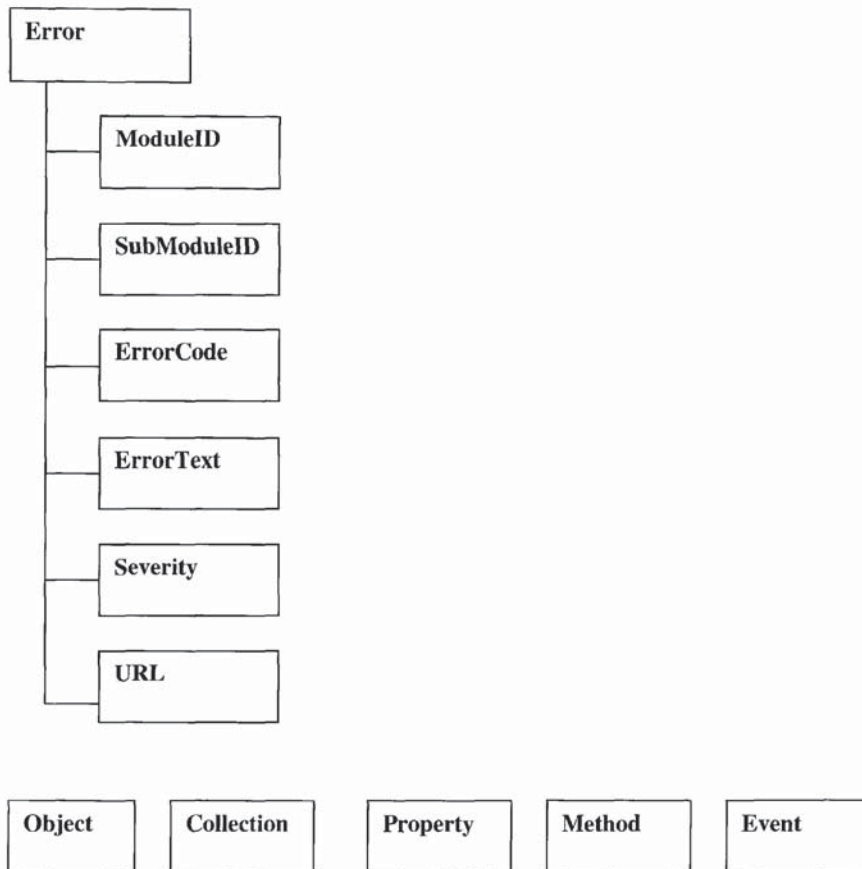 Error
ModuleID
SubModuleID
ErrorCode
ErrorText
Severity
URL
Object Collection Property Method Event